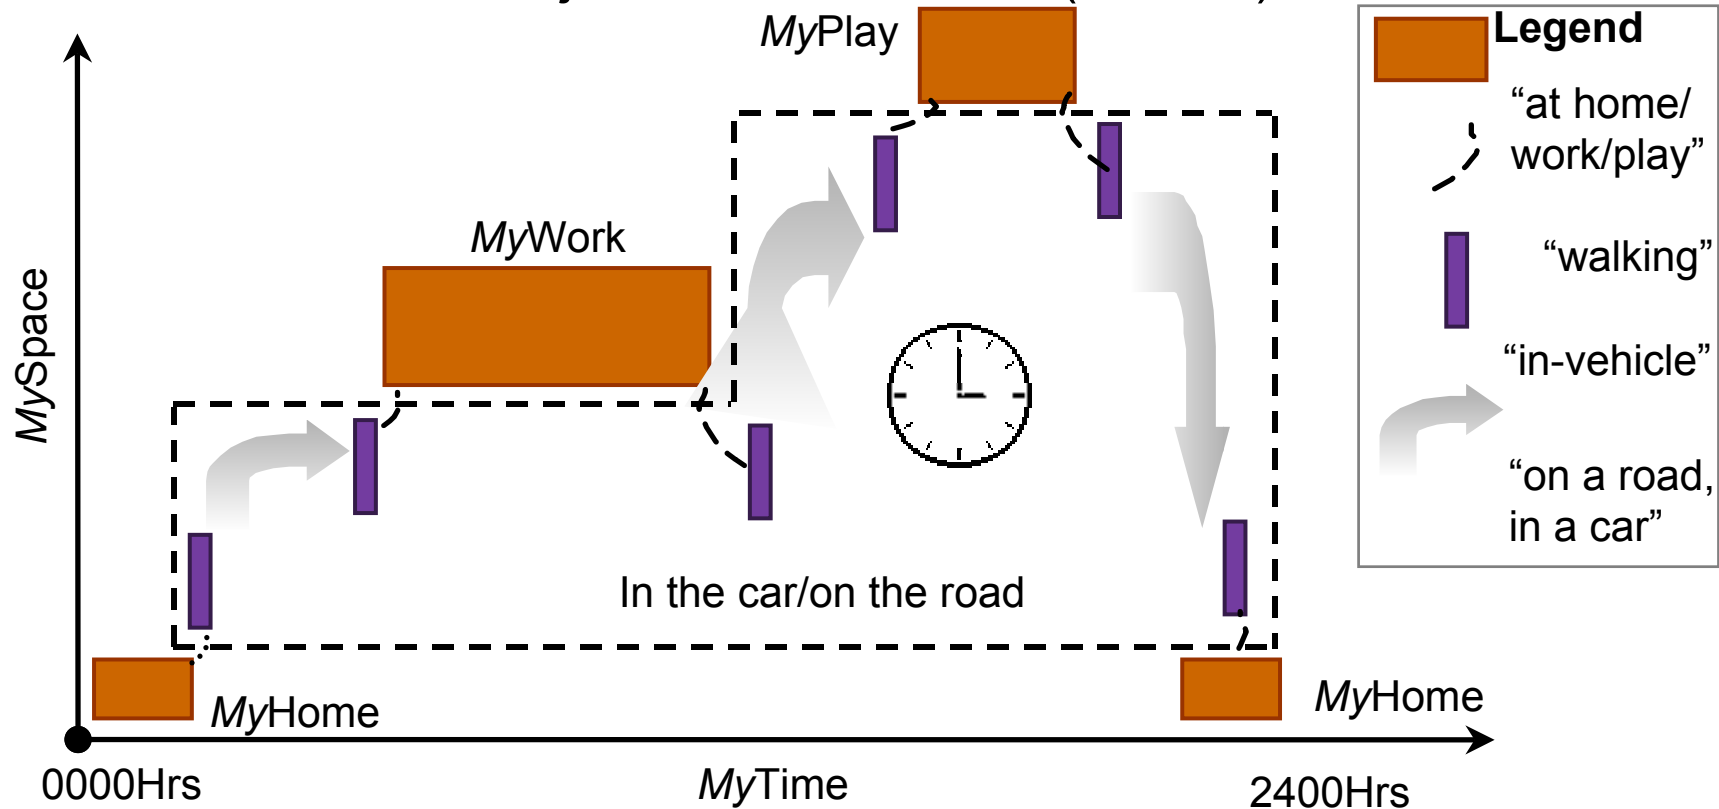 MyPlay
Legend
“at home/
work/play”
MyWork
“walking”
MySpace
“in-vehicle”
“on a road,
in a car”
In the car/on the road
MyHome
MyHome
0000Hrs
MyTime
2400Hrs